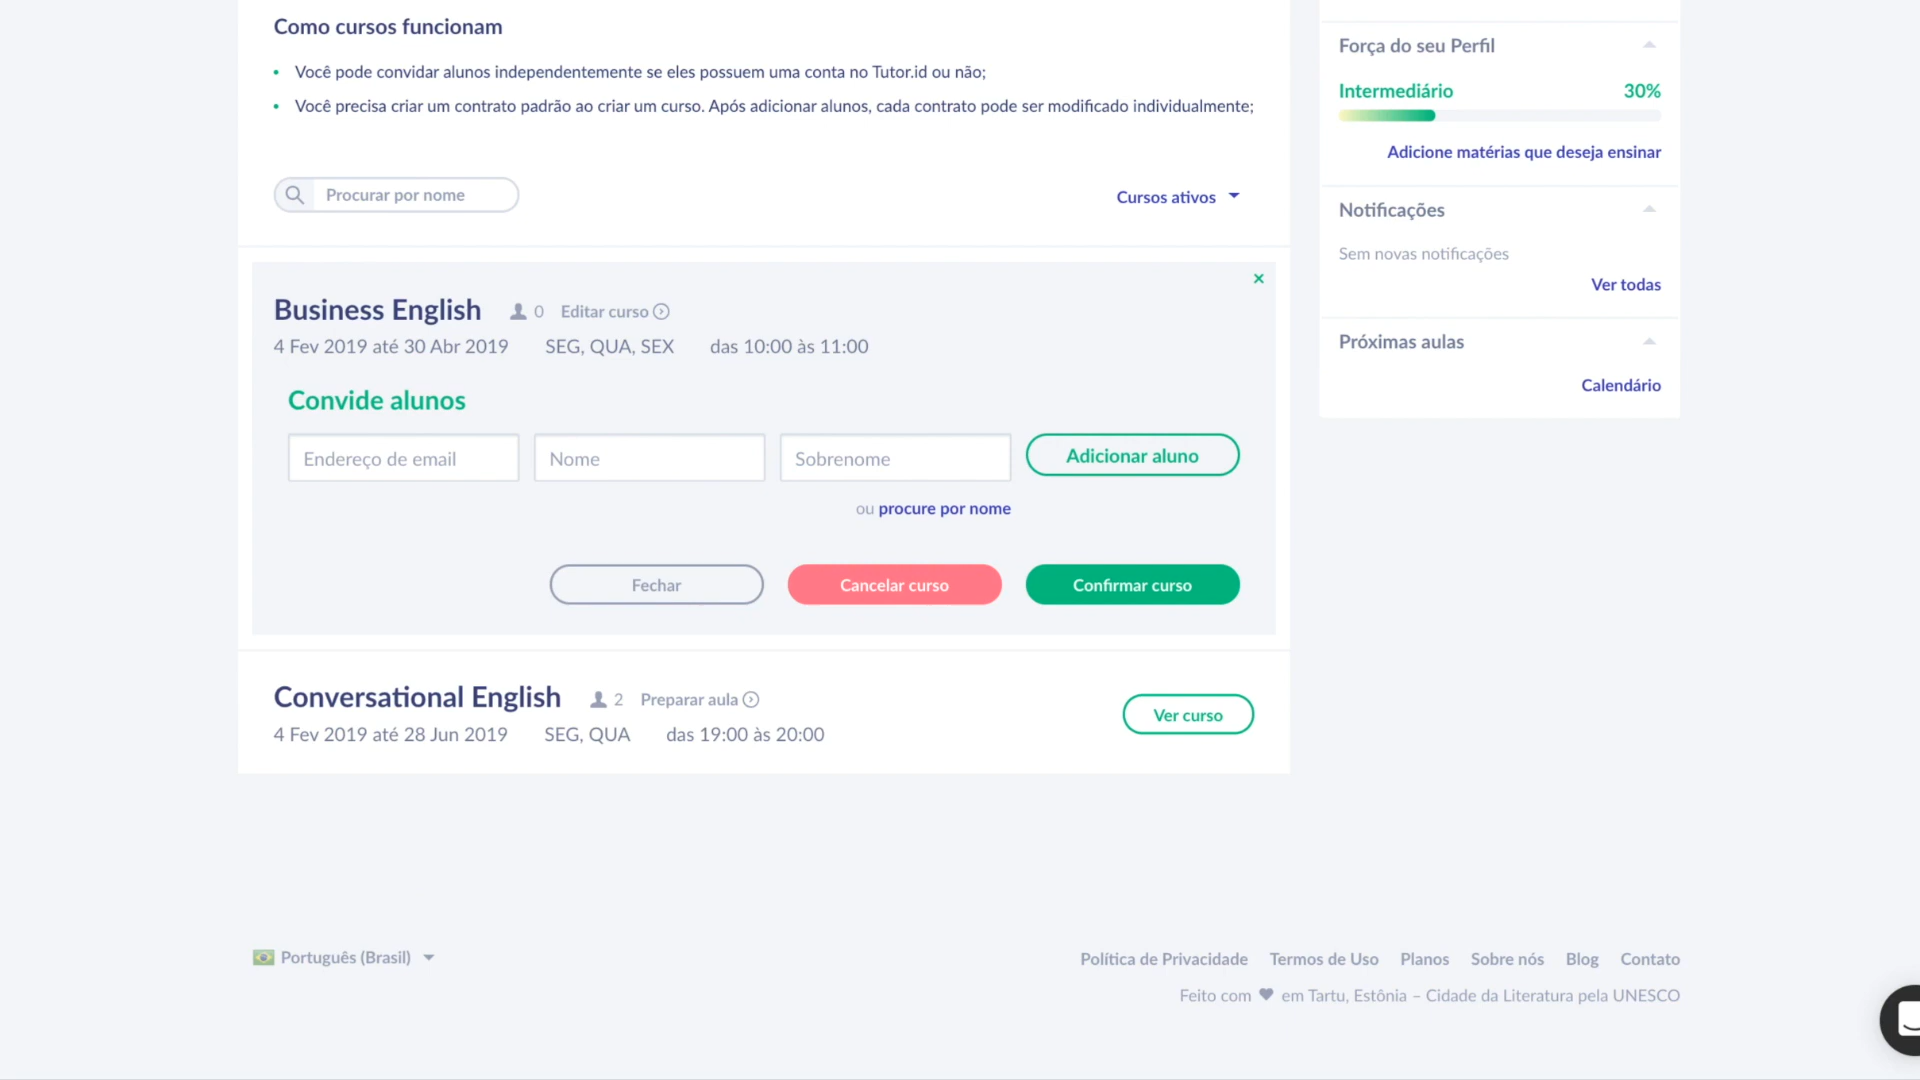 Como cursos funcionam
• Você pode convidar alunos independentemente se eles possuem uma conta no Tutor.id ou não;
• Você precisa criar um contrato padrão ao criar um curso. Após adicionar alunos, cada contrato pode ser modificado individualmente;
Procurar por nome
Cursos ativos
Business English 0 Editar curso
4 Fev 2019 até 30 Abr 2019 SEG, QUA, SEX das 10:00 às 11:00
Convide alunos
Endereço de email Nome Sobrenome Adicionar aluno
ou procure por nome
Fechar Cancelar curso Confirmar curso
Conversational English 2 Preparar aula
4 Fev 2019 até 28 Jun 2019 SEG, QUA das 19:00 às 20:00
Ver curso
Força do seu Perfil
Intermediário 30%
Adicione matérias que deseja ensinar
Notificações
Sem novas notificações
Ver todas
Próximas aulas
Calendário
Português (Brasil)
Política de Privacidade Termos de Uso Planos Sobre nós Blog Contato
Feito com ♥ em Tartu, Estônia – Cidade da Literatura pela UNESCO